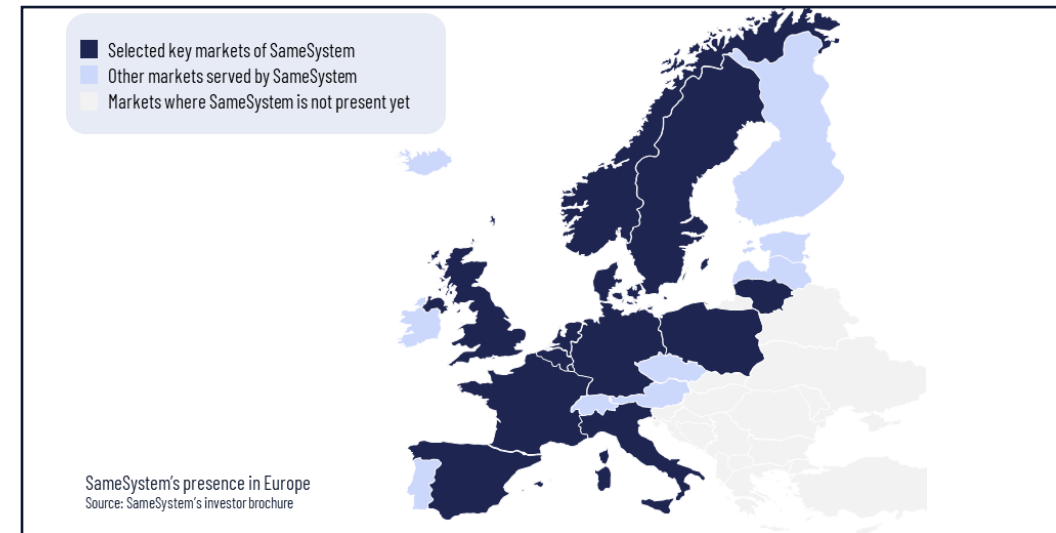 Selected key markets of SameSystem
Other markets served by SameSystem
Markets where SameSystem is not present yet
SameSystem's presence in Europe
Source: SameSystem's investor brochure